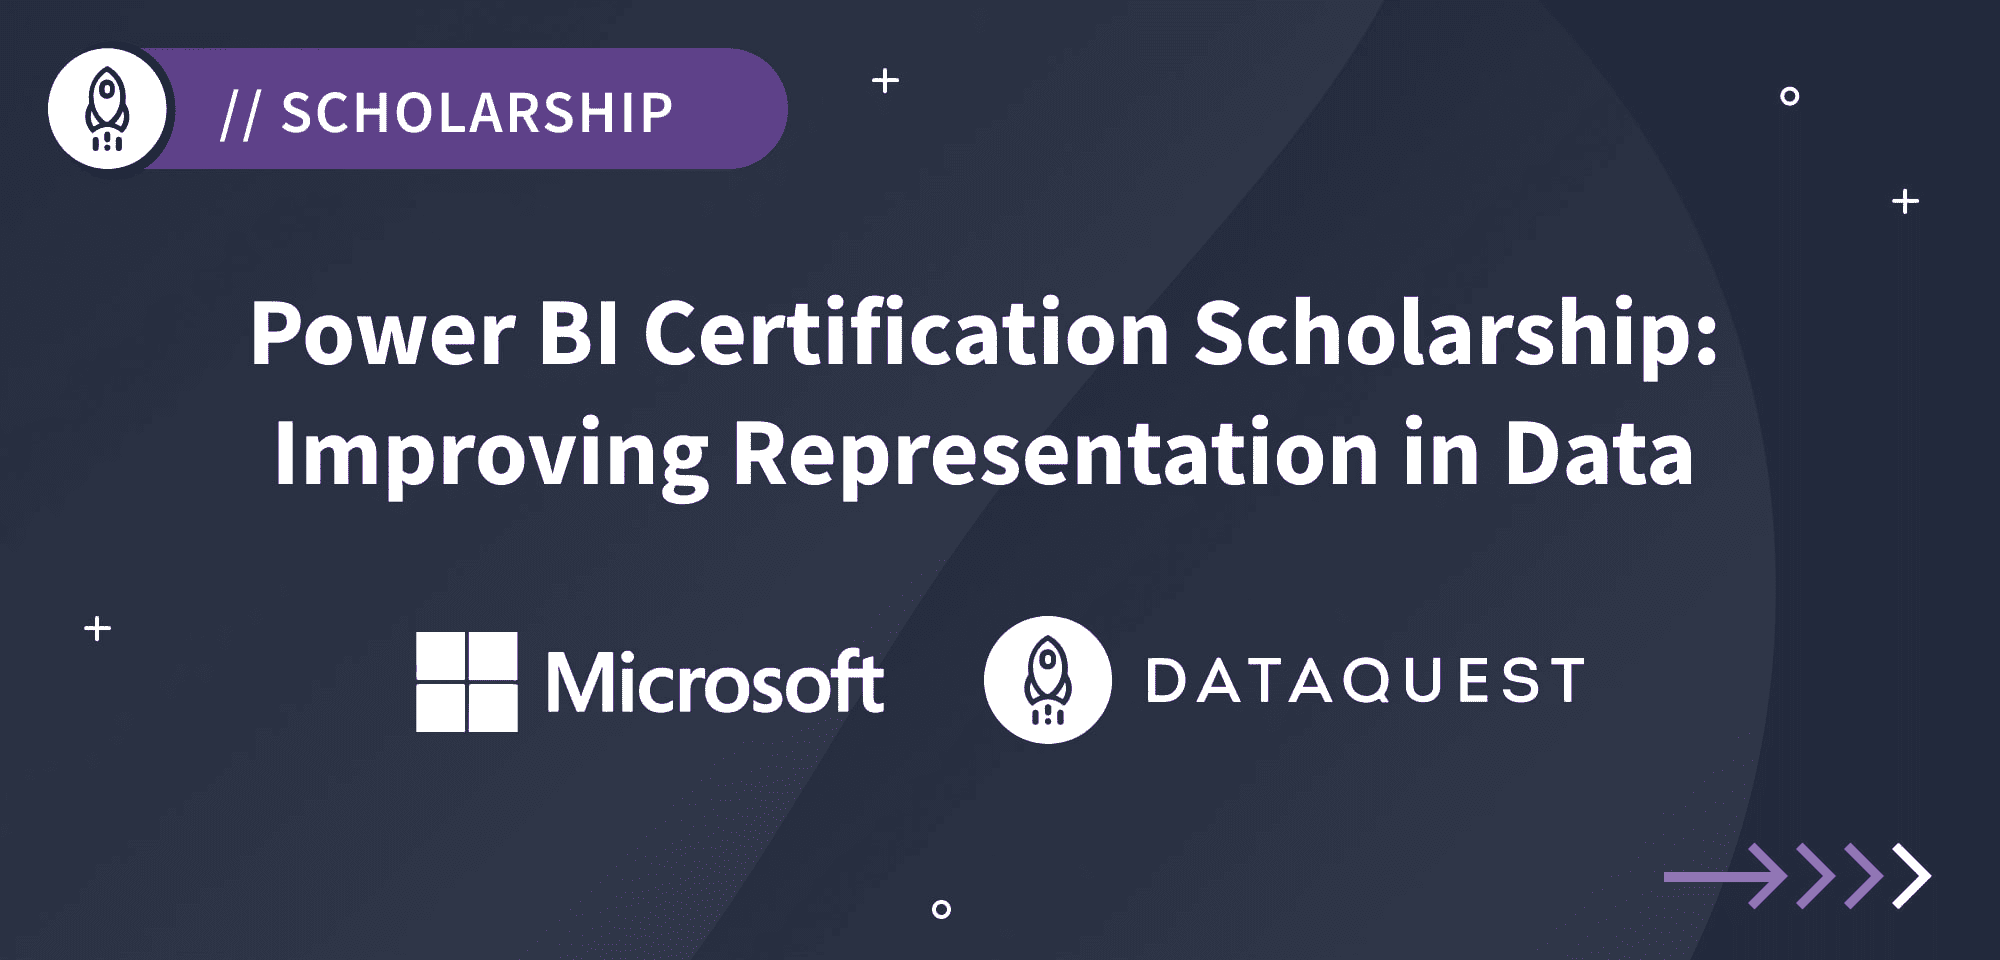 // SCHOLARSHIP
Power BI Certification Scholarship:
Improving Representation in Data
Microsoft
DATAQUEST